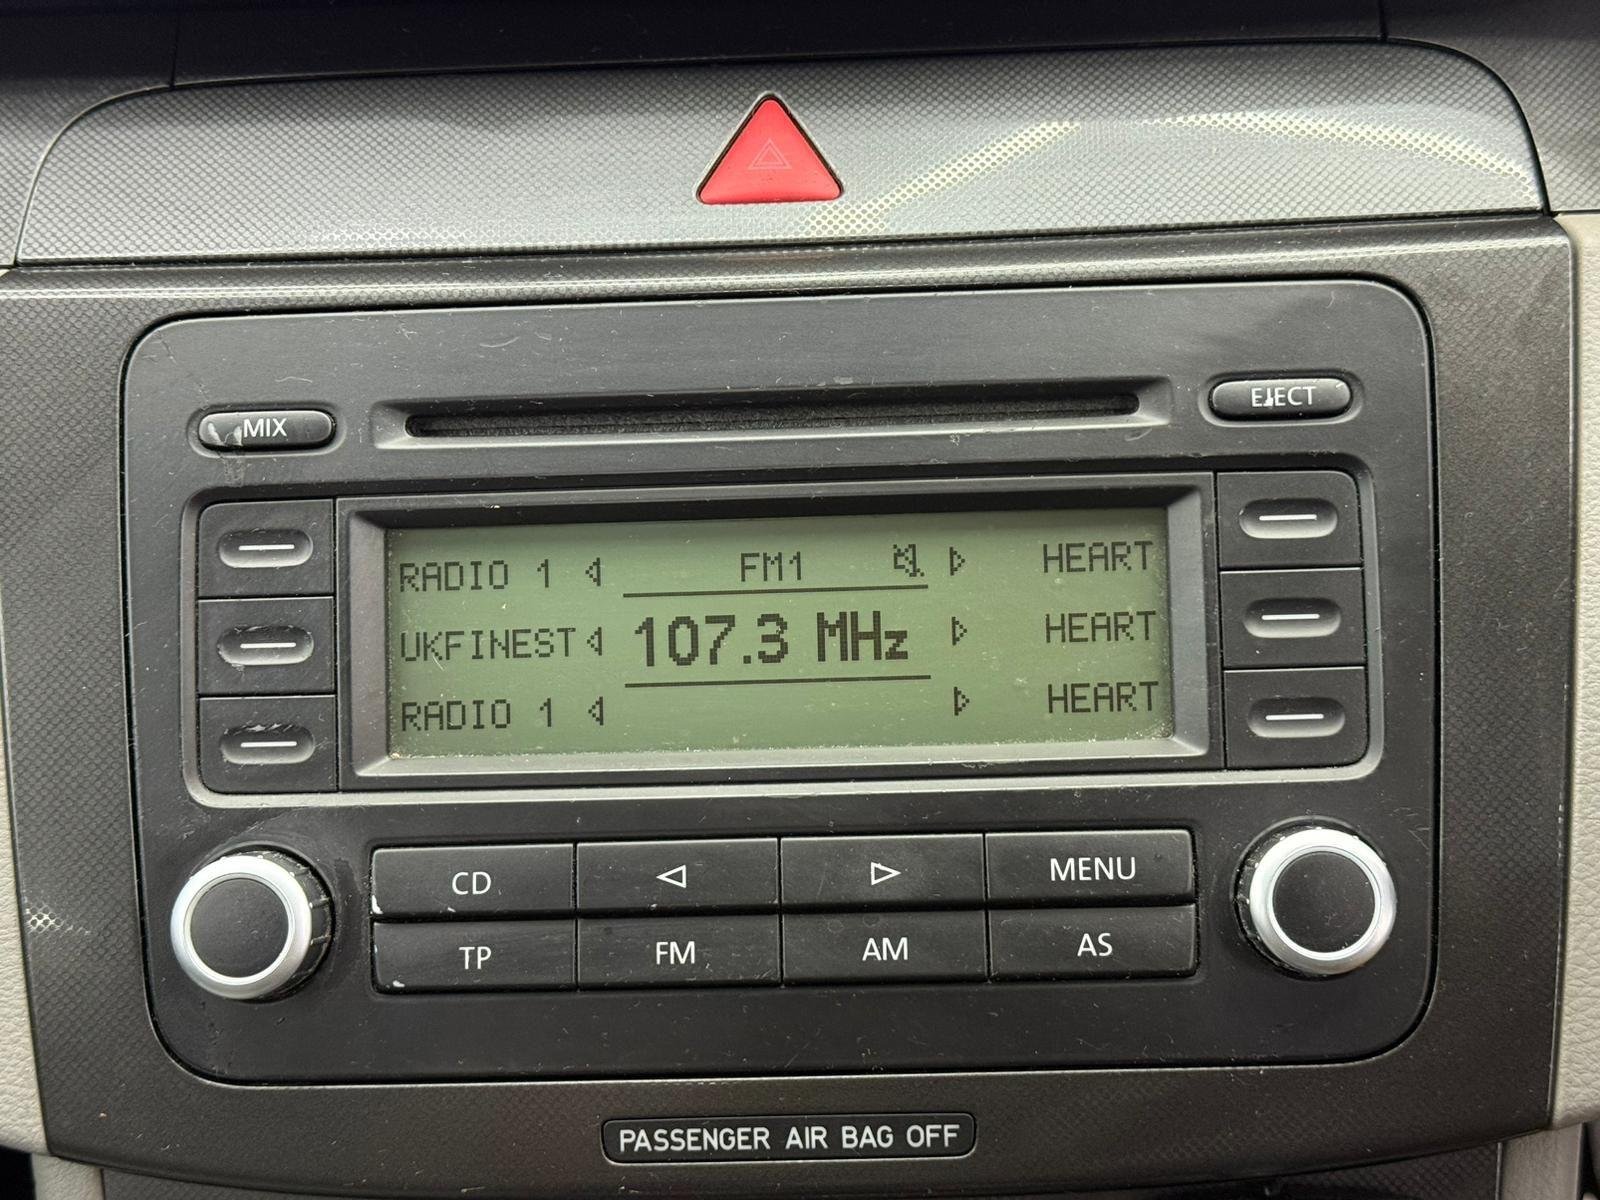 MIX
EJECT
RADIO 1 FM1 HEART
UKFINEST 107.3 MHz HEART
RADIO 1 HEART
CD MENU
TP FM AM AS
PASSENGER AIR BAG OFF